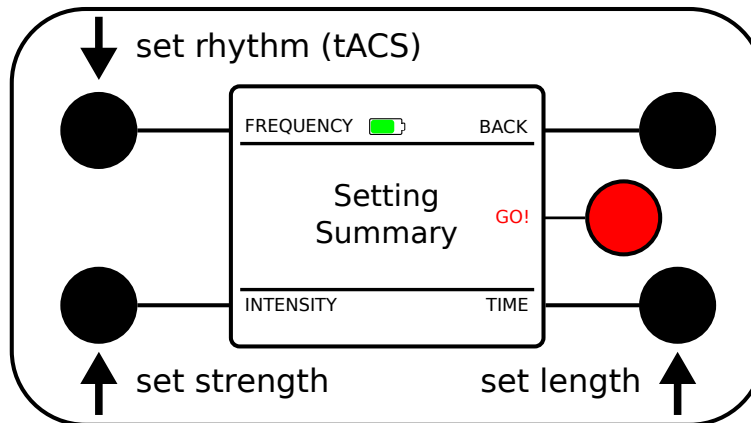 set rhythm (tACS)
FREQUENCY BACK
Setting
Summary
GO!
INTENSITY TIME
set strength set length